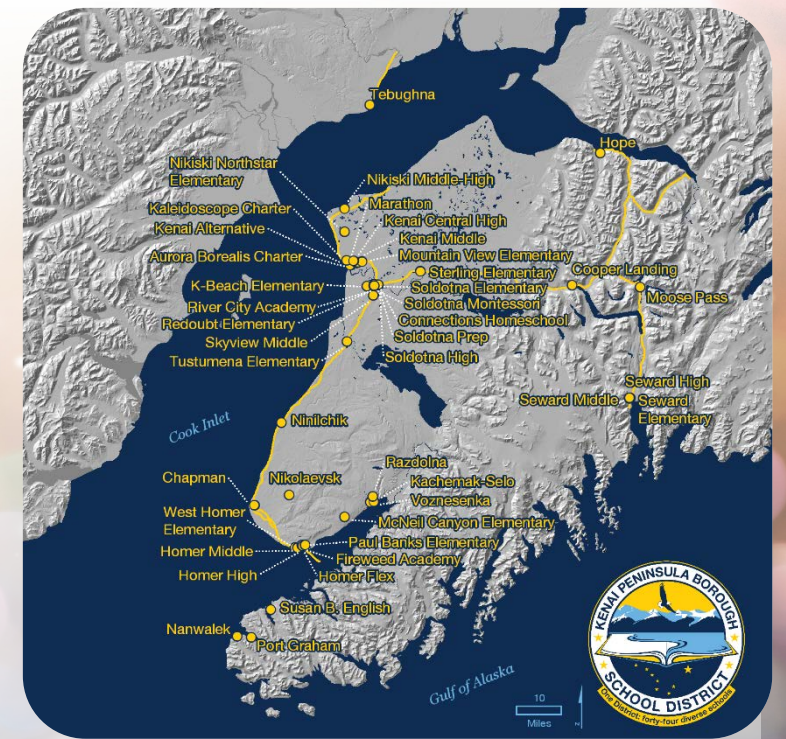 Tebughna
Hope
Nikiski Northstar
Elementary
Nikiski Middle-High
Marathon
Kaleidoscope Charter
Kenai Central High
Kenai Alternative
Kenai Middle
Aurora Borealis Charter
Mountain View Elementary
Sterling Elementary
Cooper Landing
K-Beach Elementary
Soldotna Elementary
Moose Pass
River City Academy
Soldotna Montessori
Redoubt Elementary
Connections Homeschool
Skyview Middle
Soldotna Prep
Tustumena Elementary
Soldotna High
Seward High
Seward Middle
Seward
Elementary
Cook Inlet
Ninilchik
Razdolna
Chapman
Nikolaevsk
Kachemak-Selo
Voznesenka
West Homer
Elementary
McNeil Canyon Elementary
Paul Banks Elementary
Homer Middle
Fireweed Academy
Homer High
Homer Flex
Susan B. English
Nanwalek
Port Graham
Gulf of Alaska
10
Miles
N
KENAI PENINSULA BOROUGH
SCHOOL DISTRICT
One District: forty-four diverse schools